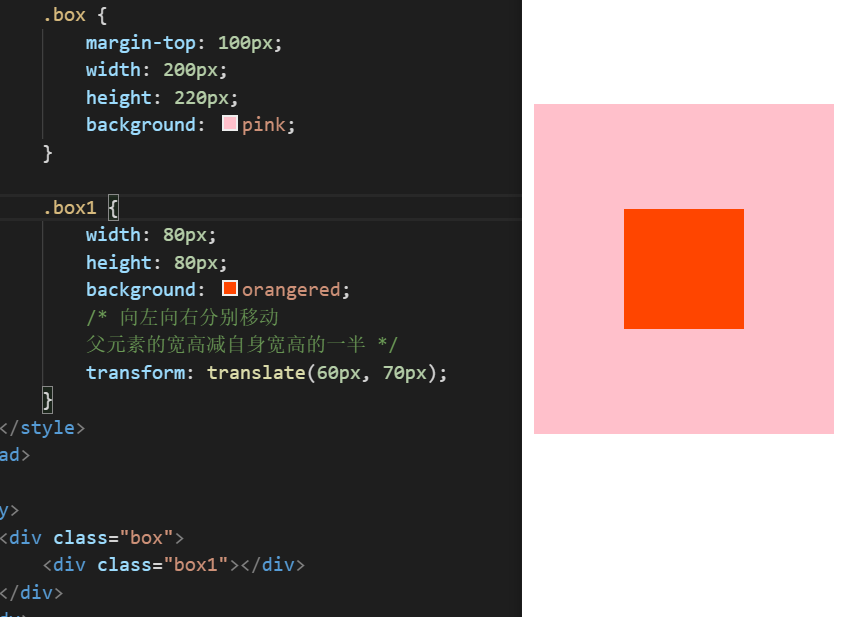 .box {
margin-top: 100px;
width: 200px;
height: 220px;
background: pink;
}
.box1 {
width: 80px;
height: 80px;
background: orangered;
/* 向左向右分别移动
父元素的宽高减自身宽高的一半 */
transform: translate(60px, 70px);
}
</style>
ad>
y>
<div class="box">
<div class="box1"></div>
</div>